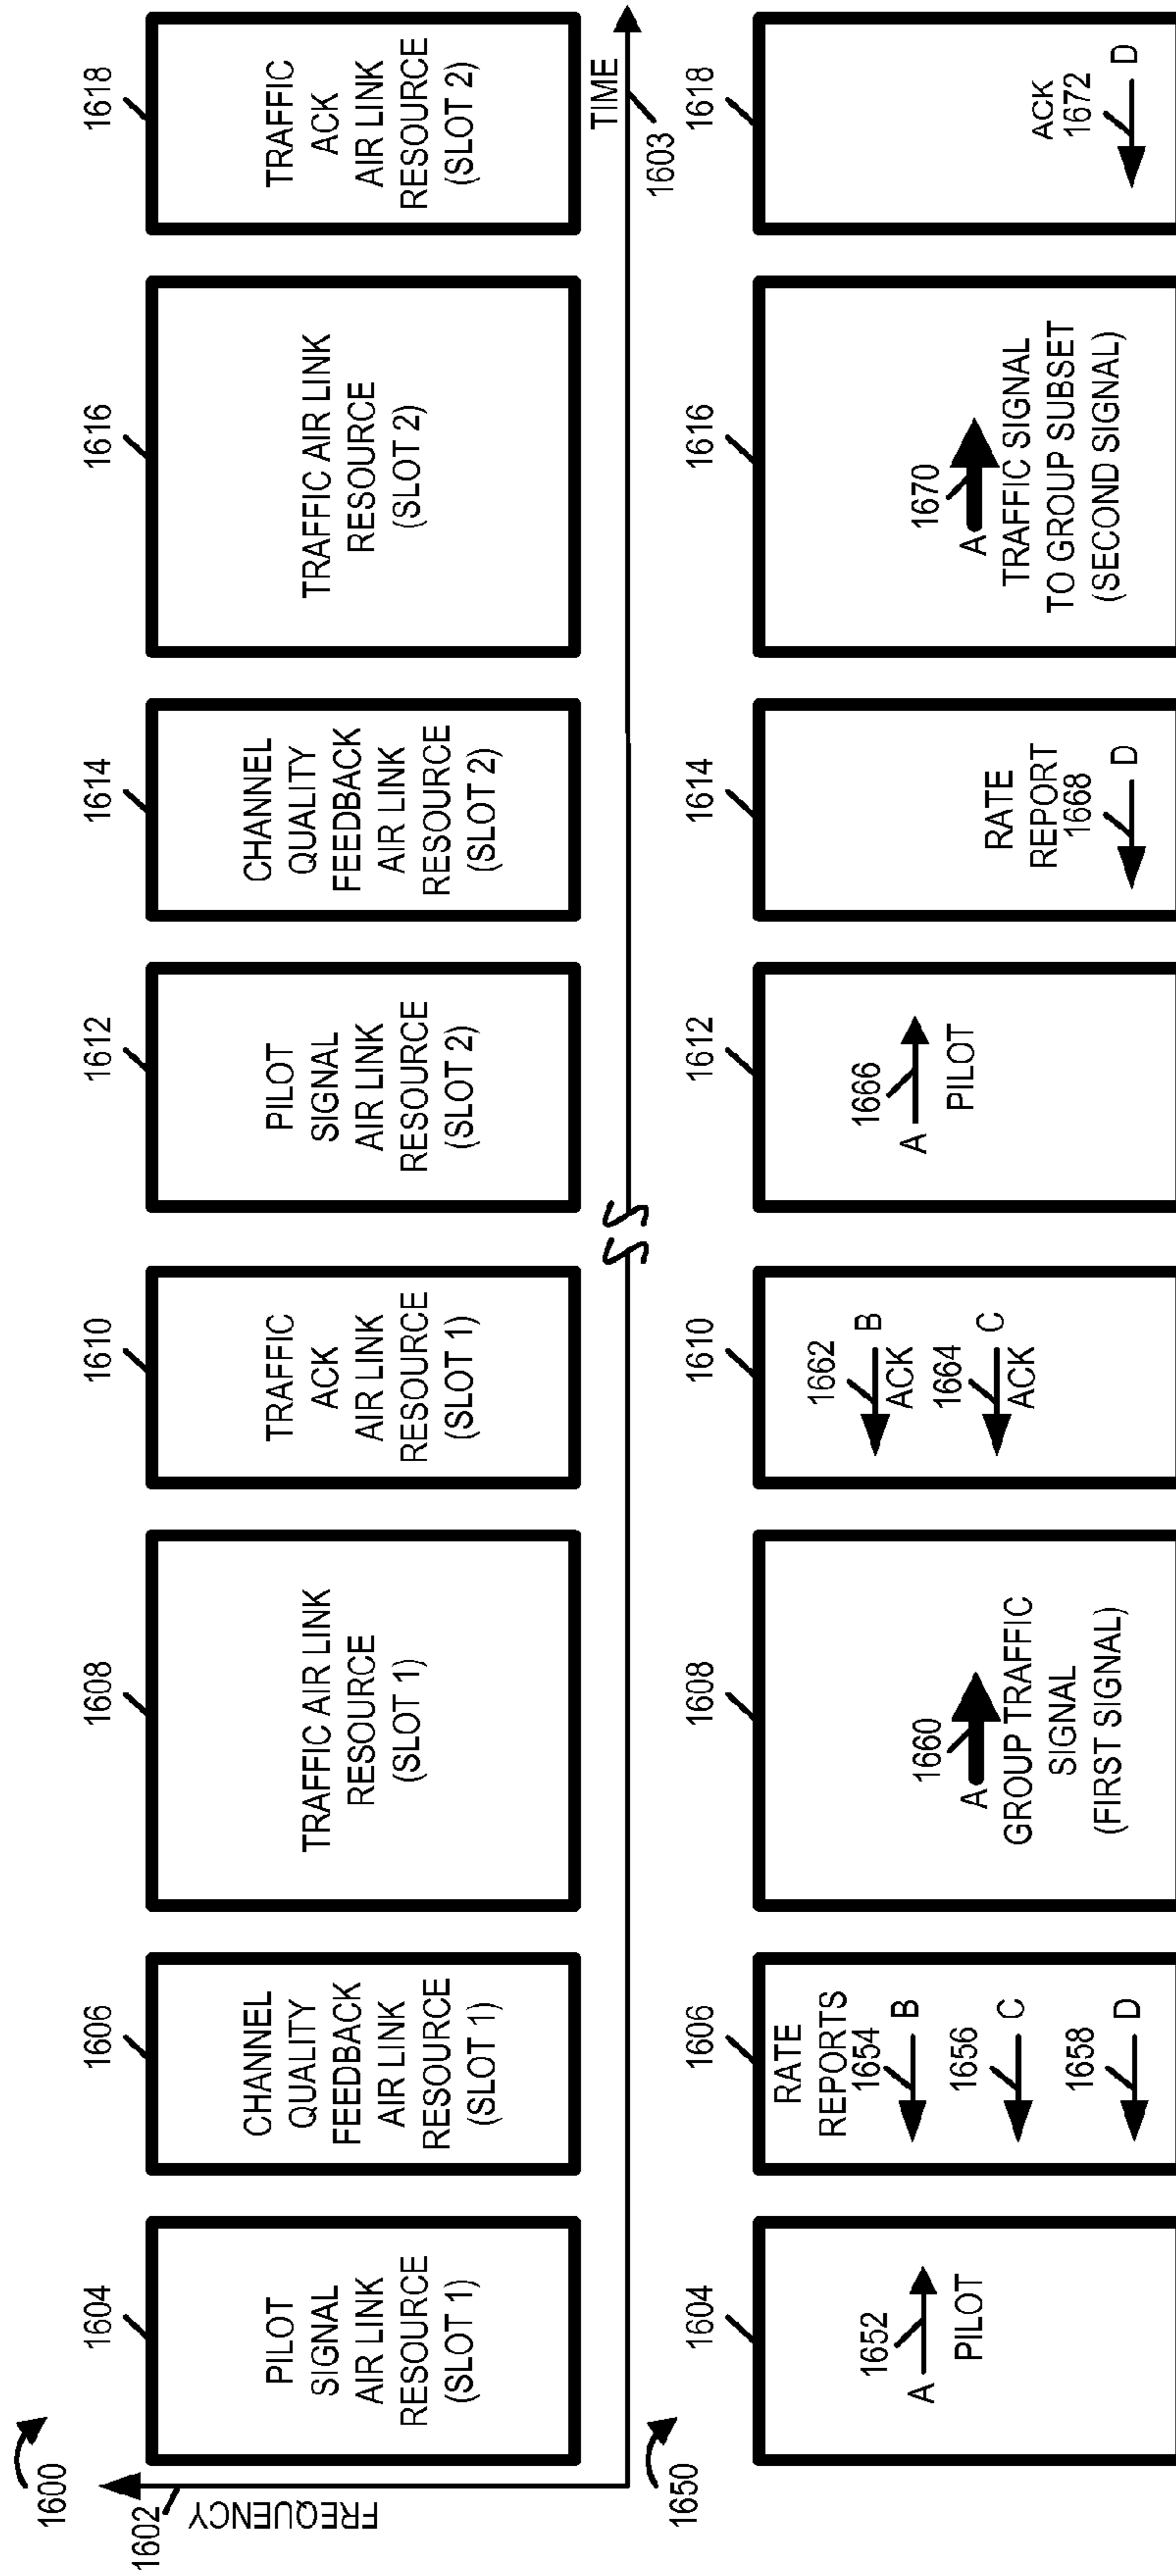 1600
FREQUENCY
1602
1604
PILOT
SIGNAL
AIR LINK
RESOURCE
(SLOT 1)
1606
CHANNEL
QUALITY
FEEDBACK
AIR LINK
RESOURCE
(SLOT 1)
1608
TRAFFIC AIR LINK
RESOURCE
(SLOT 1)
1610
TRAFFIC
ACK
AIR LINK
RESOURCE
(SLOT 1)
1612
PILOT
SIGNAL
AIR LINK
RESOURCE
(SLOT 2)
1614
CHANNEL
QUALITY
FEEDBACK
AIR LINK
RESOURCE
(SLOT 2)
1616
TRAFFIC AIR LINK
RESOURCE
(SLOT 2)
1618
TRAFFIC
ACK
AIR LINK
RESOURCE
(SLOT 2)
TIME
1603
1650
1604
1652
A
PILOT
1606
RATE
REPORTS
1654
B
1656
C
1658
D
1608
1660
A
GROUP TRAFFIC
SIGNAL
(FIRST SIGNAL)
1610
1662
B
ACK
1664
C
ACK
1612
1666
A
PILOT
1614
RATE
REPORT
1668
D
1616
1670
A
TRAFFIC SIGNAL
TO GROUP SUBSET
(SECOND SIGNAL)
1618
ACK
1672
D